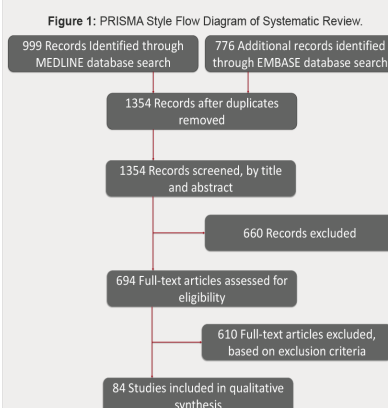 Figure 1: PRISMA Style Flow Diagram of Systematic Review.
999 Records Identified through
MEDLINE database search
776 Additional records identified
through EMBASE database search
1354 Records after duplicates
removed
1354 Records screened, by title
and abstract
660 Records excluded
694 Full-text articles assessed for
eligibility
610 Full-text articles excluded,
based on exclusion criteria
84 Studies included in qualitative
synthesis